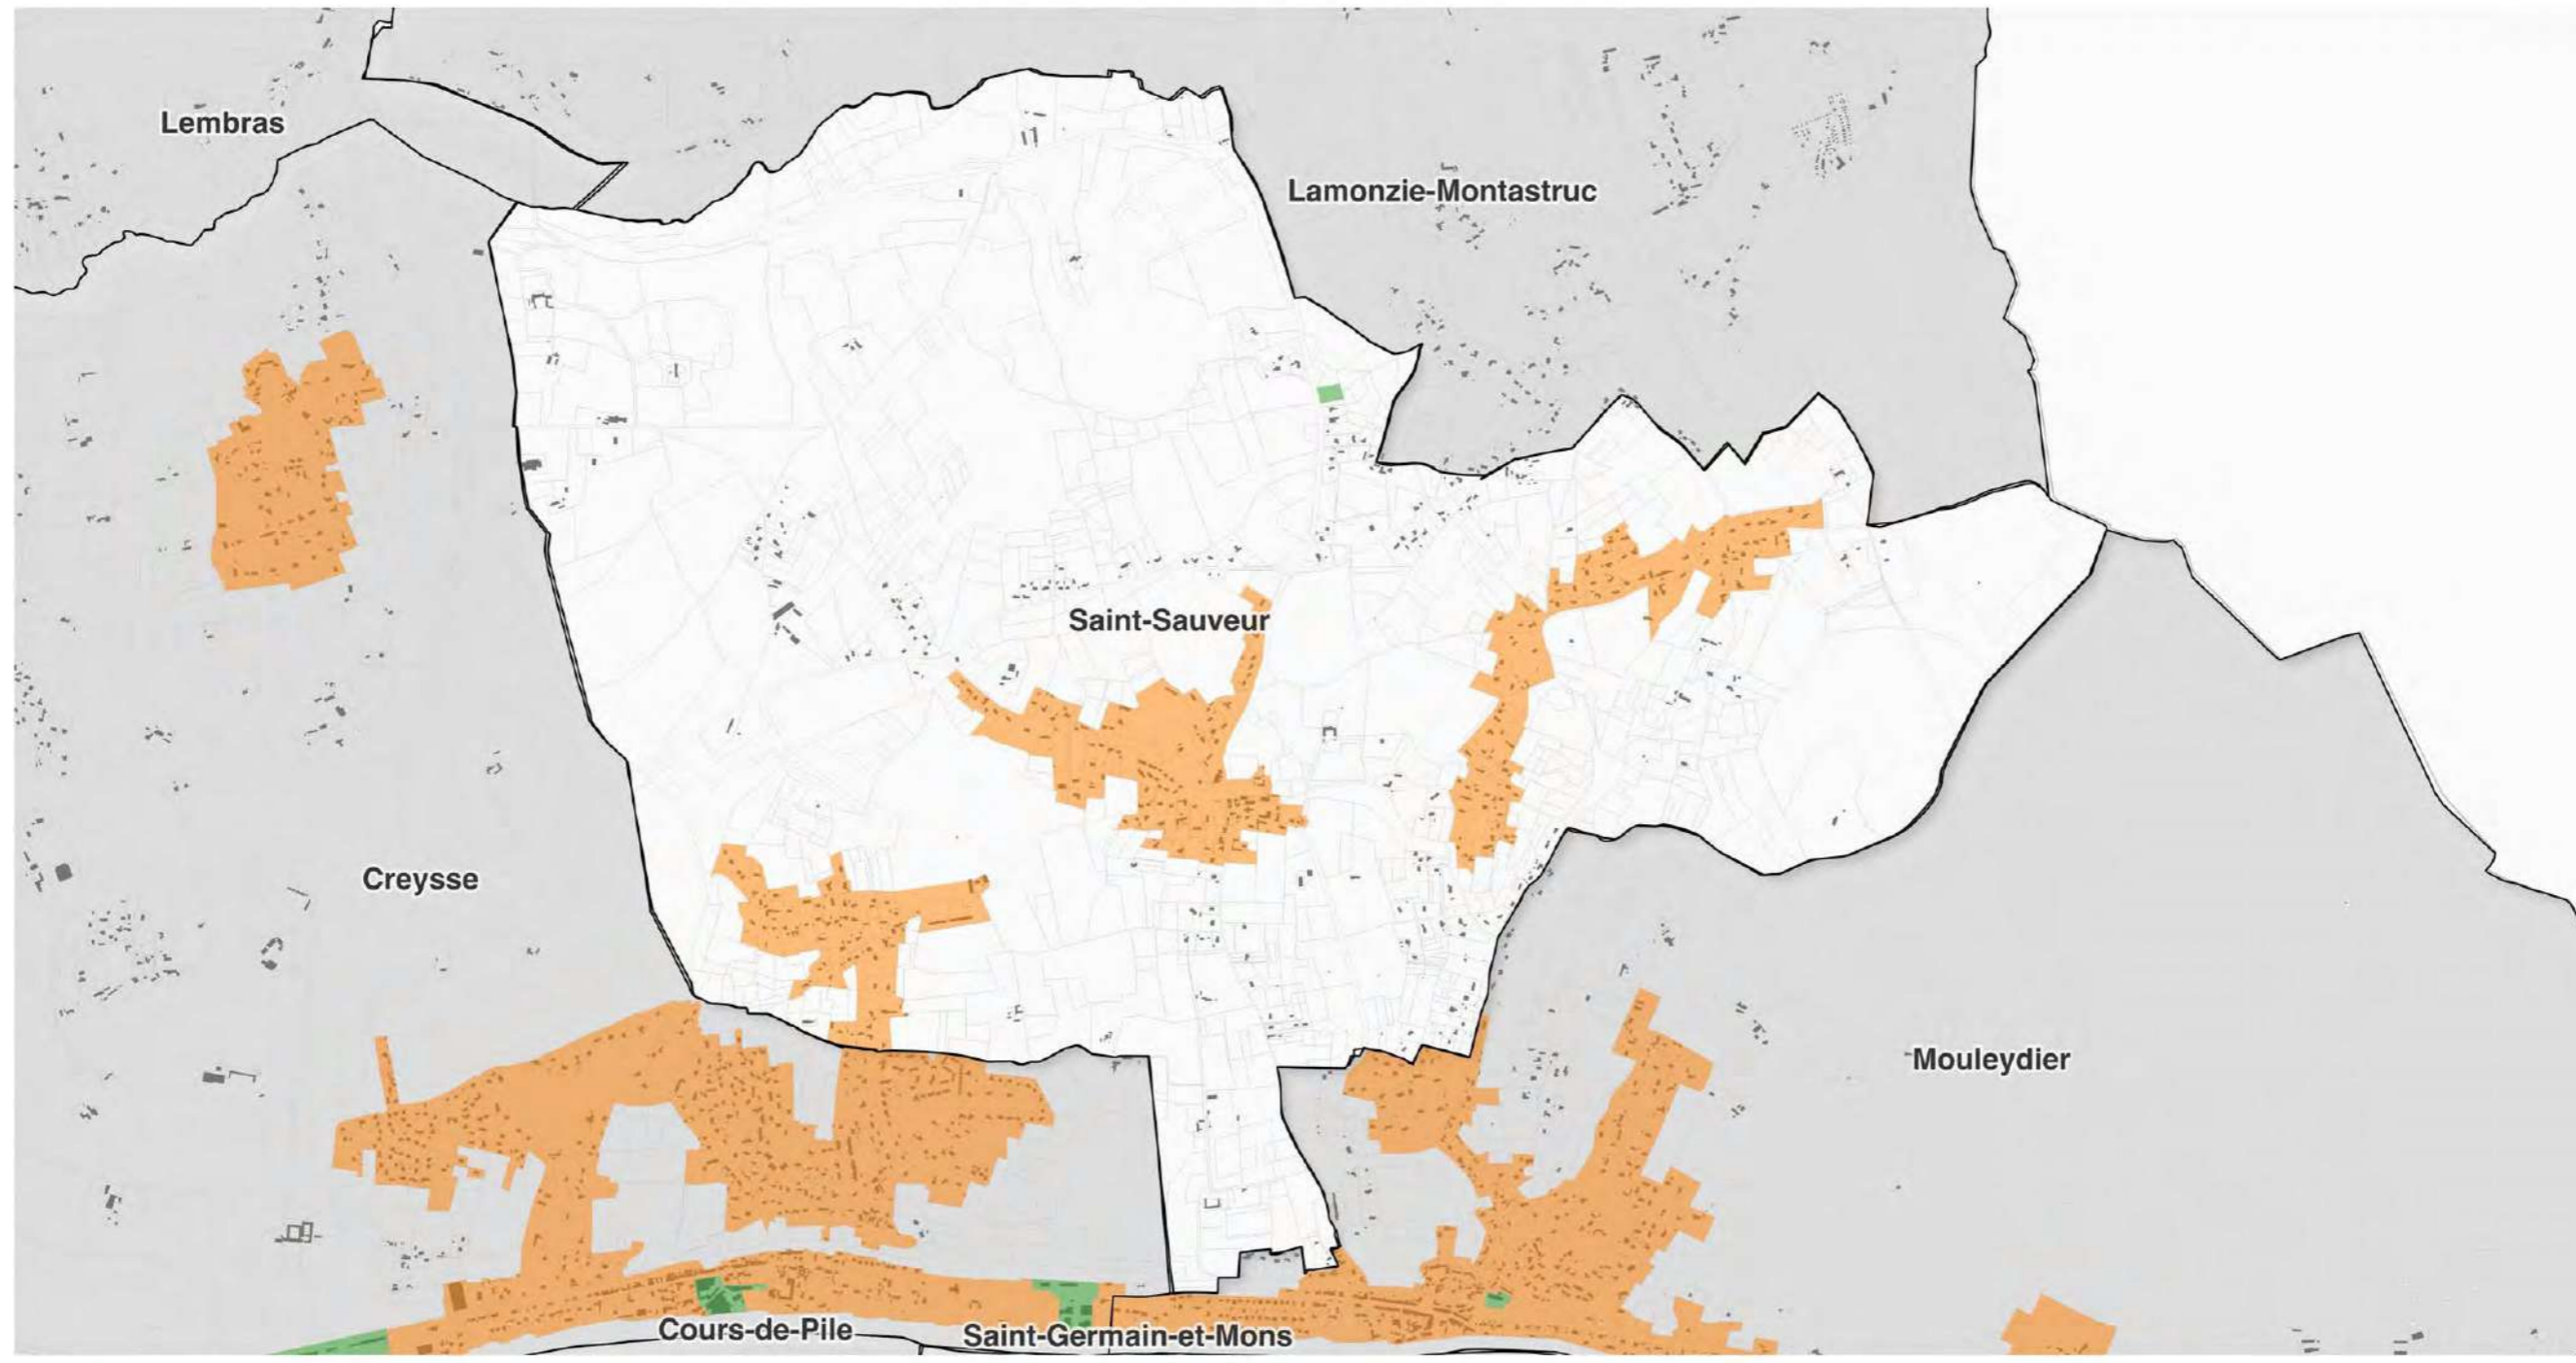 Lembras
Lamonzie-Montastruc
Saint-Sauveur
Creysse
Mouleydier
Cours-de-Pile
Saint-Germain-et-Mons